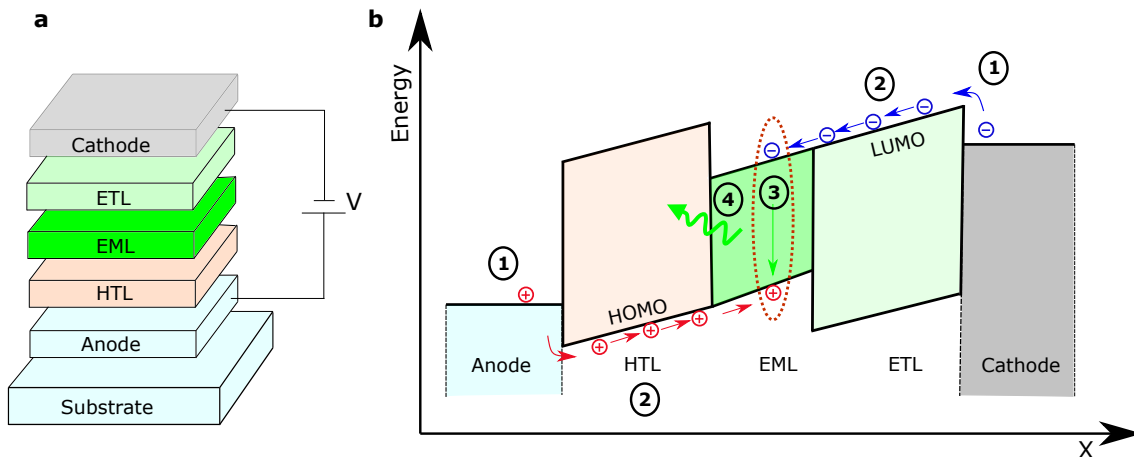 a
Cathode
ETL
EML
HTL
Anode
Substrate
V
b
Energy
1
2
LUMO
4
3
1
HOMO
Anode
HTL
EML
ETL
Cathode
2
X